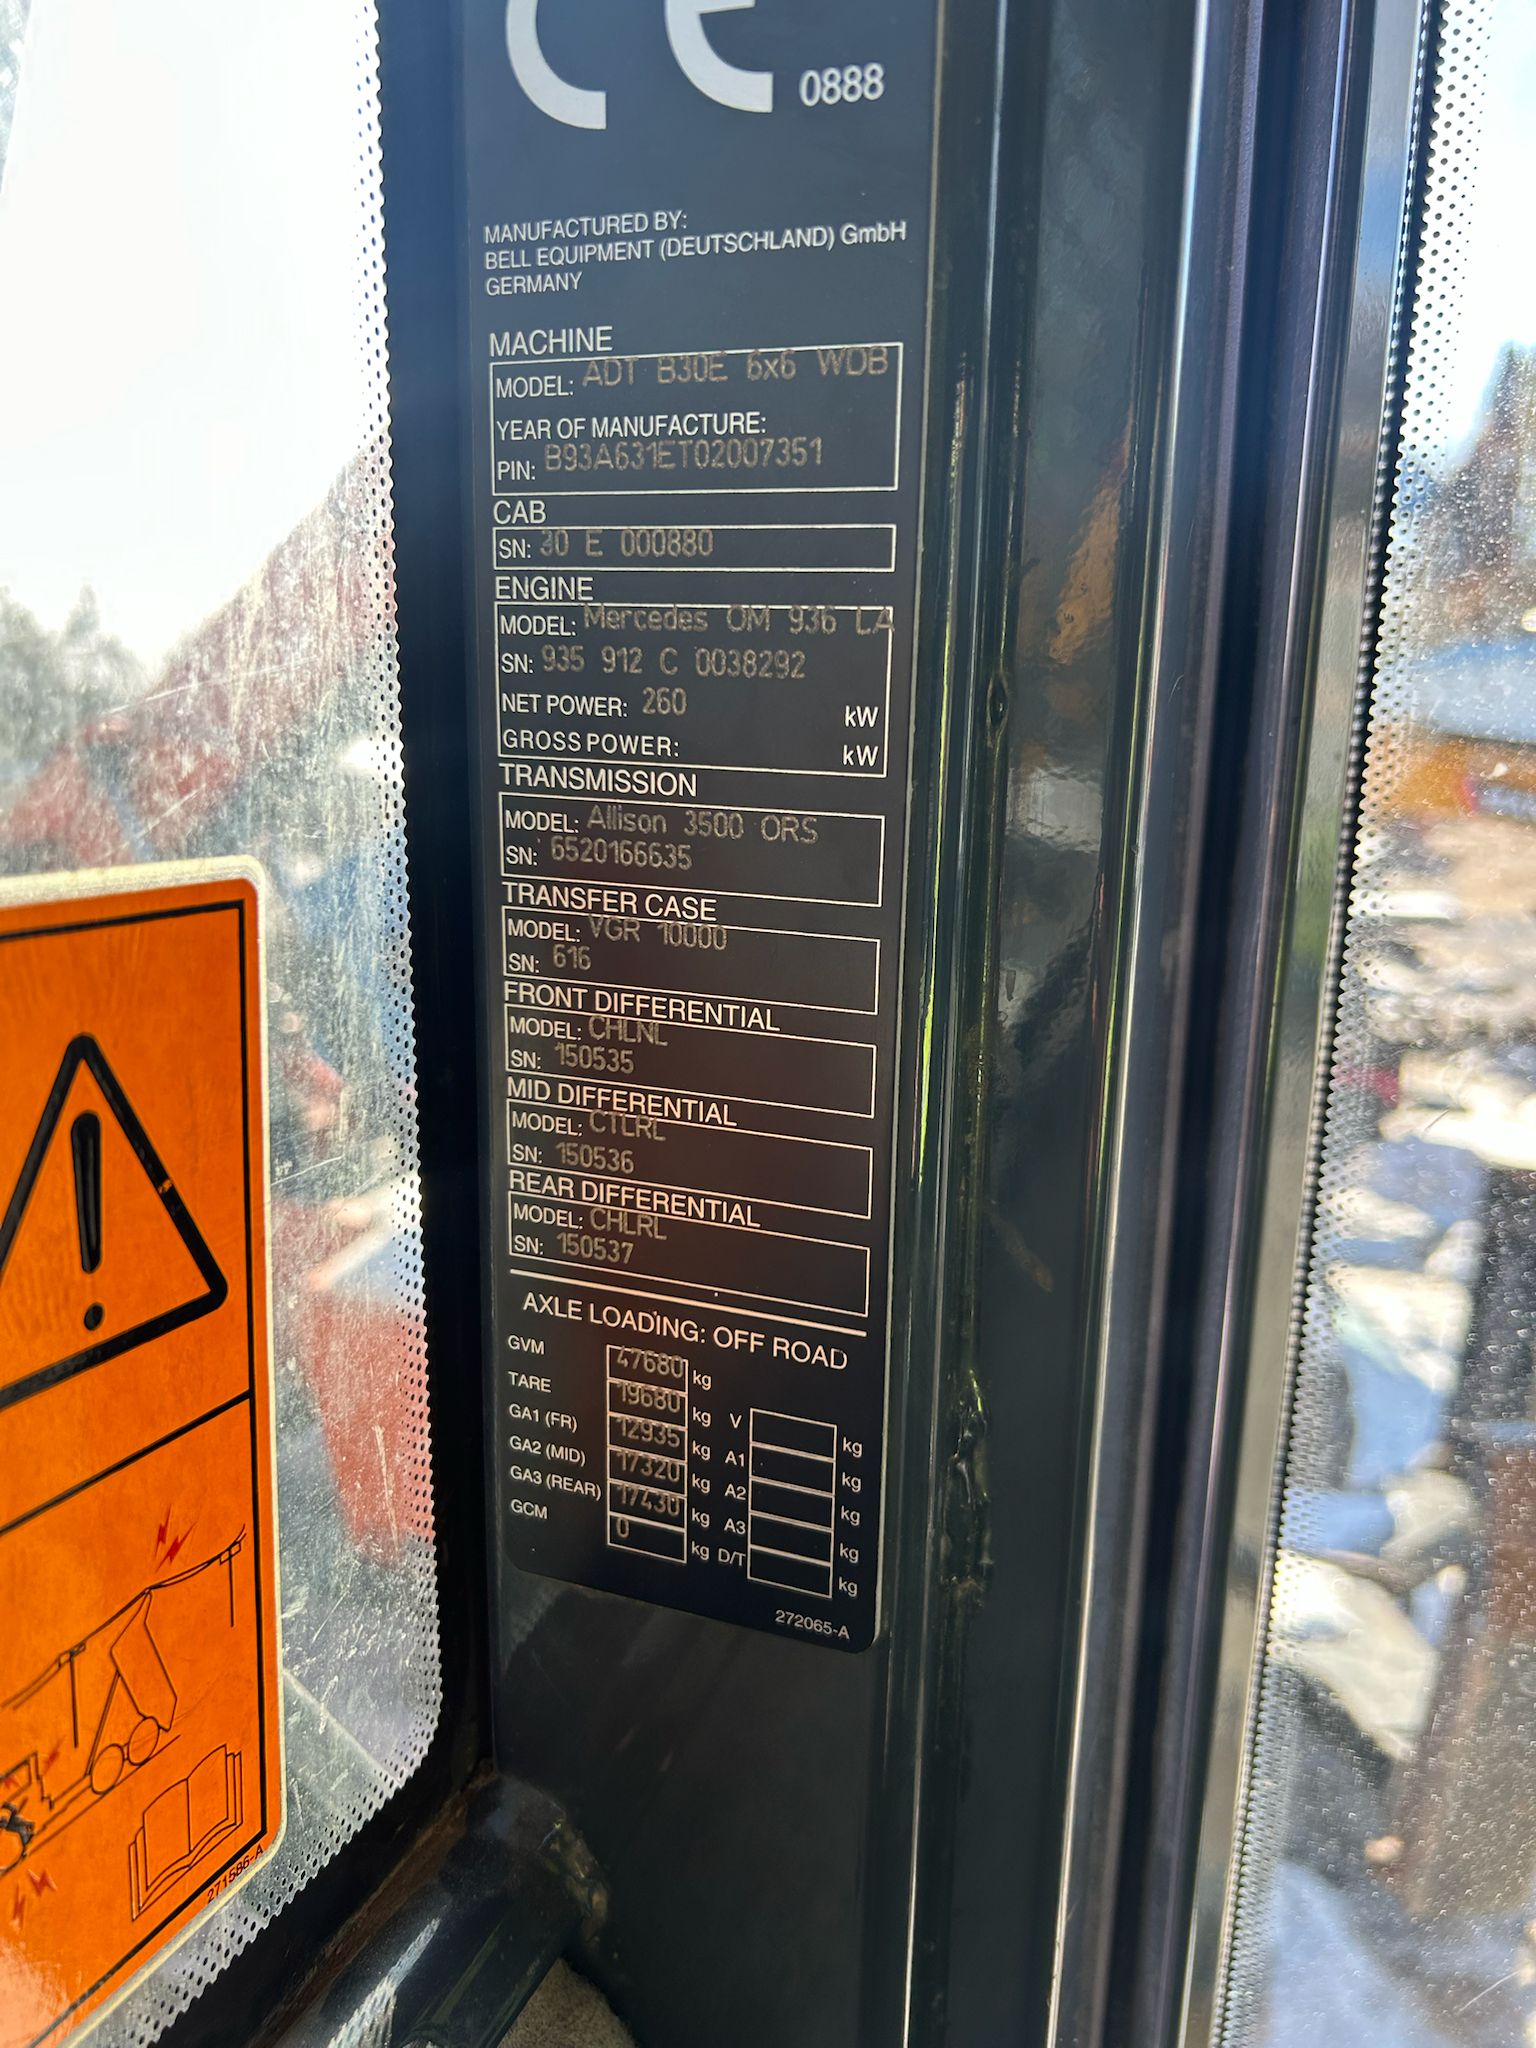 CE 0888
MANUFACTURED BY:
BELL EQUIPMENT (DEUTSCHLAND) GmbH
GERMANY
MACHINE
MODEL: ADT B30E 6x6 WDB
YEAR OF MANUFACTURE:
PIN: B93A631ET02007351
CAB
SN: 30 E 000880
ENGINE
MODEL: Mercedes OM 936 LA
SN: 935 912 C 0038292
NET POWER: 260 kW
GROSS POWER: kW
TRANSMISSION
MODEL: Allison 3500 ORS
SN: 6520166635
TRANSFER CASE
MODEL: VGR 10000
SN: 616
FRONT DIFFERENTIAL
MODEL: CHLNL
SN: 150535
MID DIFFERENTIAL
MODEL: CTLRL
SN: 150536
REAR DIFFERENTIAL
MODEL: CHLRL
SN: 150537
AXLE LOADING: OFF ROAD
GVM 47680 kg
TARE 19680 kg V kg
GA1 (FR) 12935 kg A1 kg
GA2 (MID) 17320 kg A2 kg
GA3 (REAR) 17430 kg A3 kg
GCM 0 kg D/T kg
272065-A
271586-A